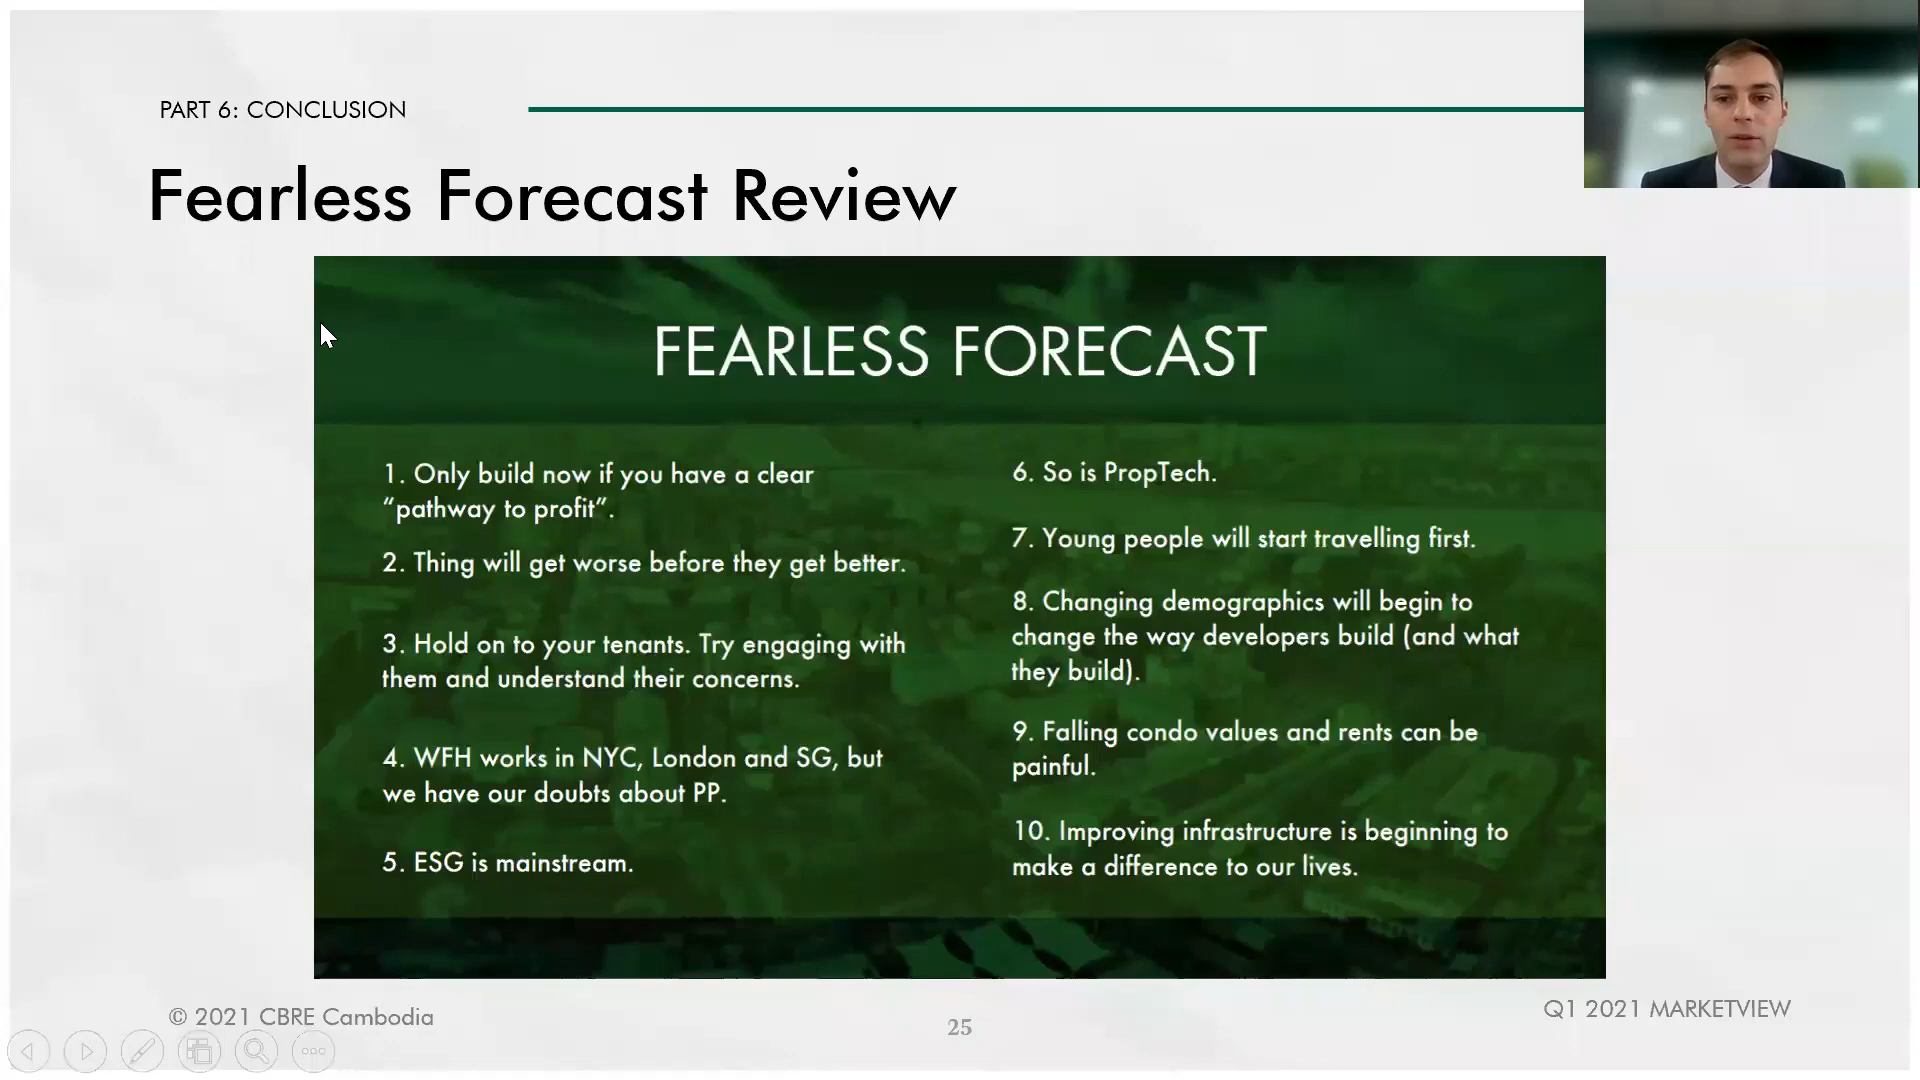 PART 6: CONCLUSION
Fearless Forecast Review
FEARLESS FORECAST
1. Only build now if you have a clear
“pathway to profit”.
2. Thing will get worse before they get better.
3. Hold on to your tenants. Try engaging with
them and understand their concerns.
4. WFH works in NYC, London and SG, but
we have our doubts about PP.
5. ESG is mainstream.
6. So is PropTech.
7. Young people will start travelling first.
8. Changing demographics will begin to
change the way developers build (and what
they build).
9. Falling condo values and rents can be
painful.
10. Improving infrastructure is beginning to
make a difference to our lives.
© 2021 CBRE Cambodia
25
Q1 2021 MARKETVIEW